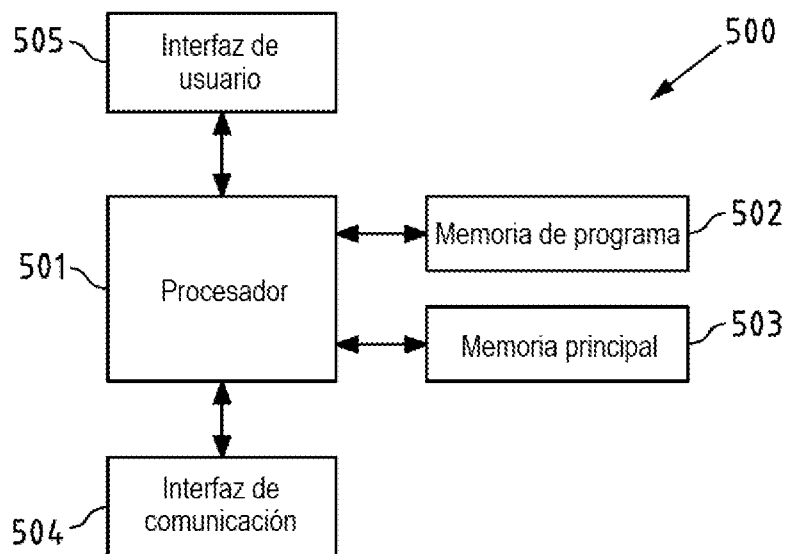 505
Interfaz de
usuario
500
501
Procesador
Memoria de programa
502
Memoria principal
503
504
Interfaz de
comunicación